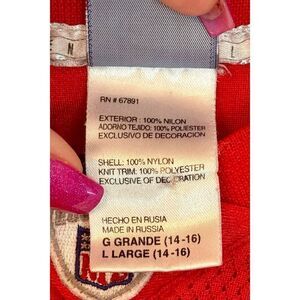 N
L
RN # 67891
EXTERIOR : 100% NILON
ADORNO TEJIDO: 100% POLIESTER
EXCLUSIVO DE DECORACION
SHELL: 100% NYLON
KNIT TRIM: 100% POLYESTER
EXCLUSIVE OF DECORATION
HECHO EN RUSIA
MADE IN RUSSIA
G GRANDE (14-16)
L LARGE (14-16)
NFL